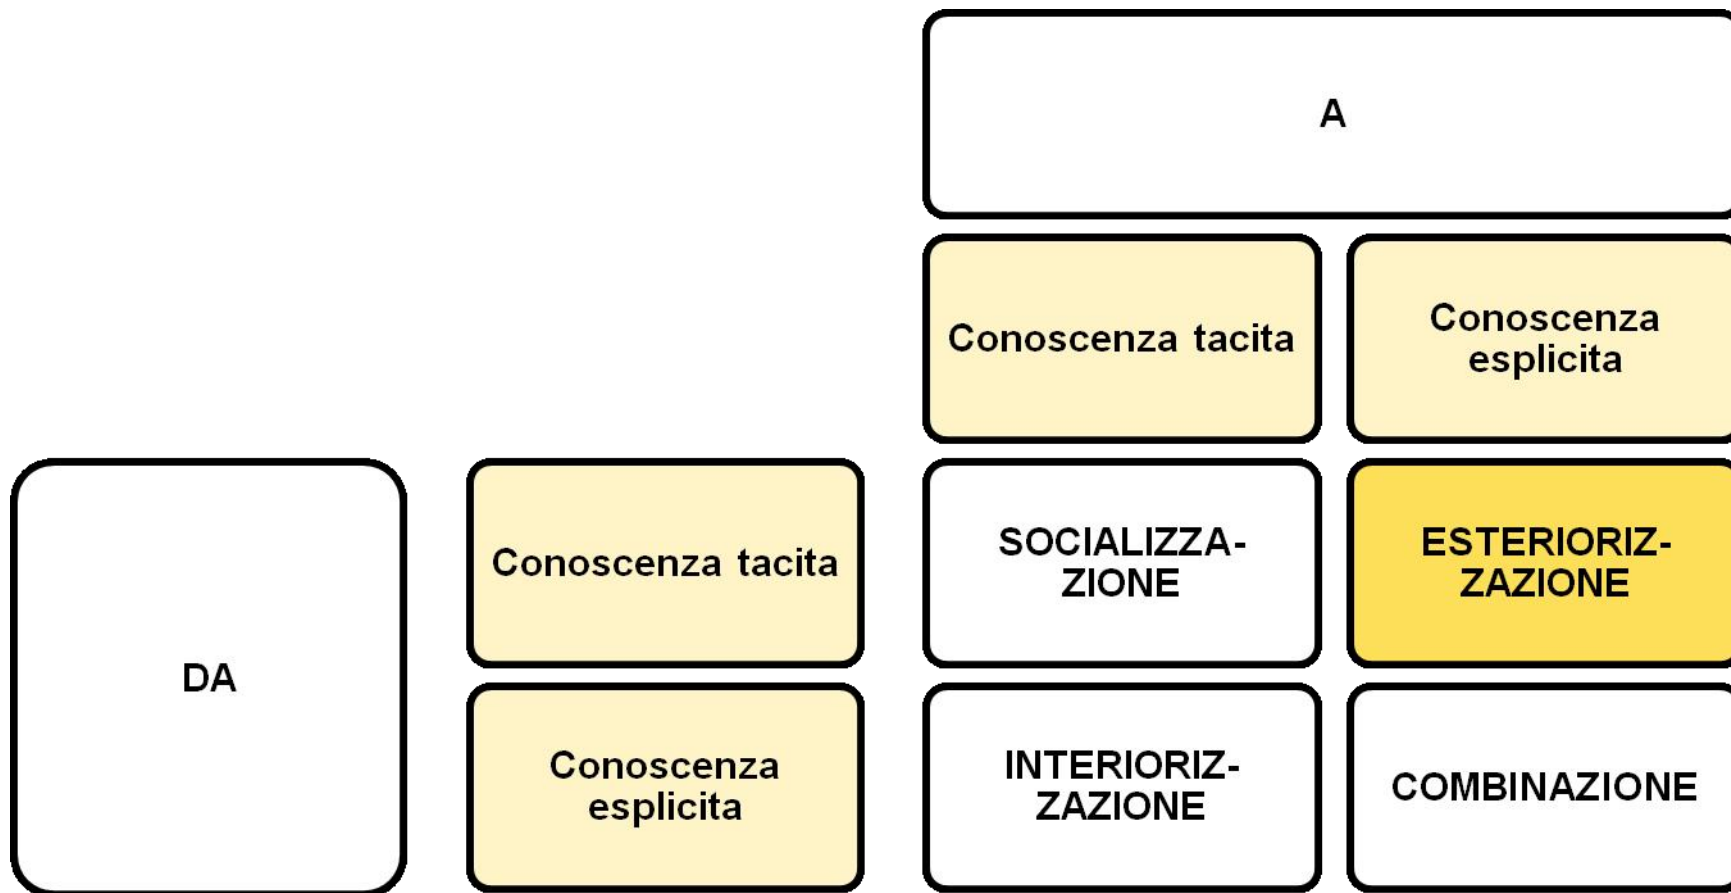 A
Conoscenza tacita
Conoscenza
esplicita
DA
Conoscenza tacita
SOCIALIZZA-
ZIONE
ESTERIORIZ-
ZAZIONE
Conoscenza
esplicita
INTERIORIZ-
ZAZIONE
COMBINAZIONE